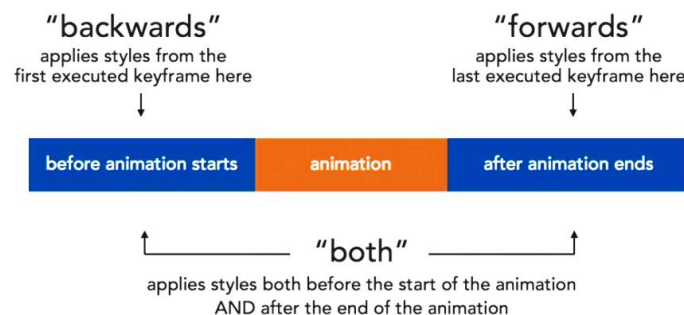 “backwards”
applies styles from the
first executed keyframe here
“forwards”
applies styles from the
last executed keyframe here
before animation starts
animation
after animation ends
“both”
applies styles both before the start of the animation
AND after the end of the animation